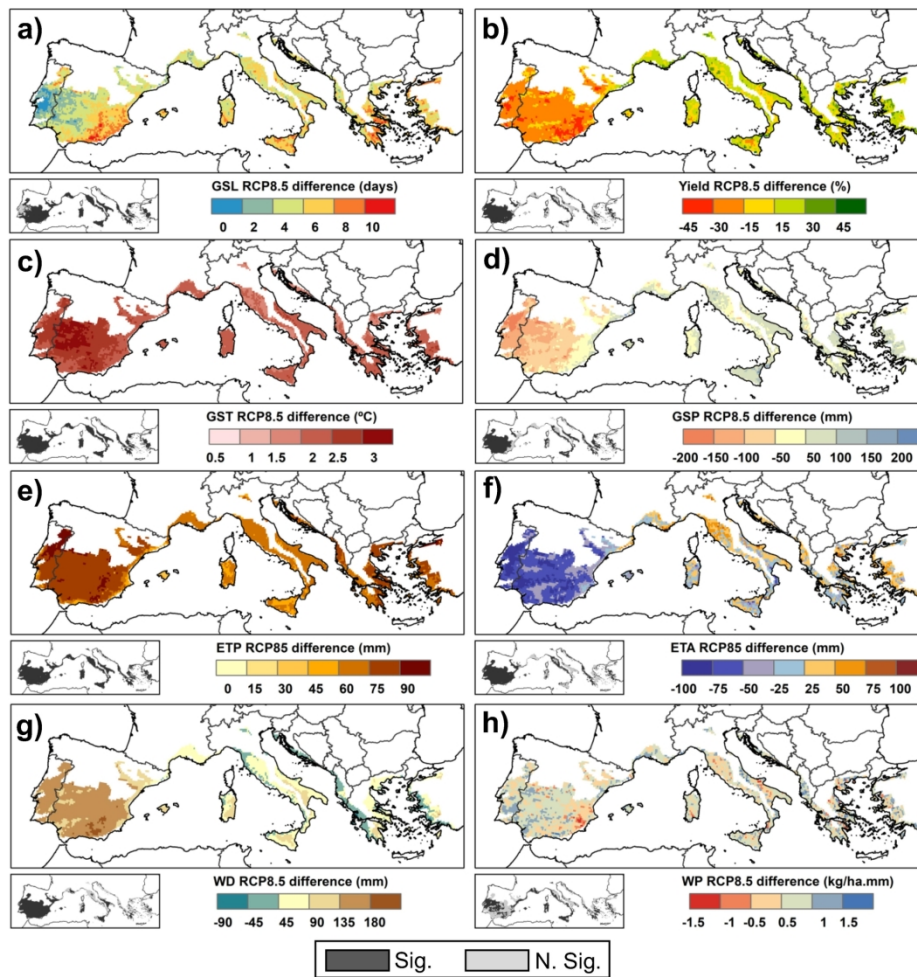 a)
b)
GSL RCP8.5 difference (days)
0 2 4 6 8 10
Yield RCP8.5 difference (%)
-45 -30 -15 15 30 45
c)
d)
GST RCP8.5 difference (ºC)
0.5 1 1.5 2 2.5 3
GSP RCP8.5 difference (mm)
-200 -150 -100 -50 50 100 150 200
e)
f)
ETP RCP85 difference (mm)
0 15 30 45 60 75 90
ETA RCP85 difference (mm)
-100 -75 -50 -25 25 50 75 100
g)
h)
WD RCP8.5 difference (mm)
-90 -45 45 90 135 180
WP RCP8.5 difference (kg/ha.mm)
-1.5 -1 -0.5 0.5 1 1.5
Sig. N. Sig.